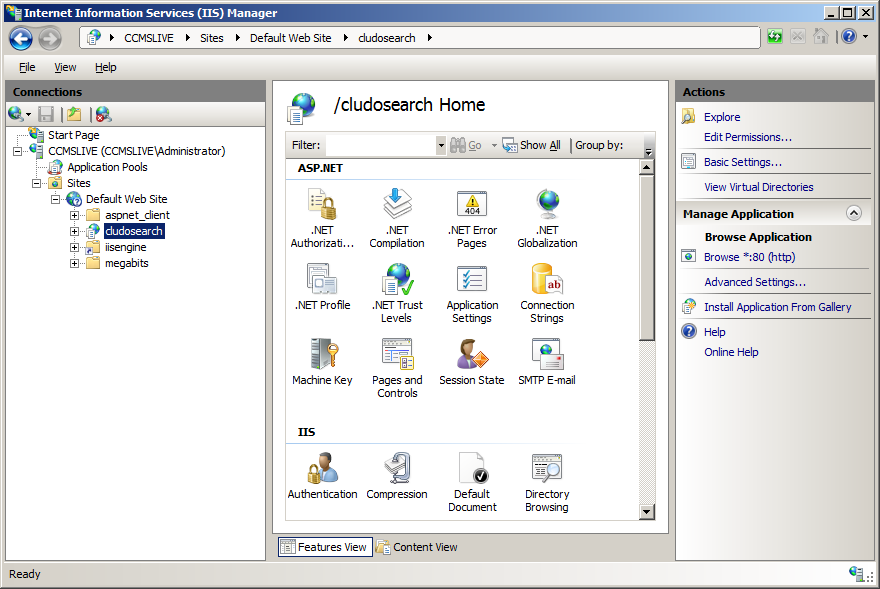 Internet Information Services (IIS) Manager
CCMSLIVE Sites Default Web Site cludosearch
File View Help
Connections
Start Page
CCMSLIVE (CCMSLIVE\Administrator)
Application Pools
Sites
Default Web Site
aspnet_client
cludosearch
iisengine
megabits
/cludosearch Home
Filter: Go Show All Group by:
ASP.NET
.NET Authorizati...
.NET Compilation
.NET Error Pages
404
.NET Globalization
.NET Profile
.NET Trust Levels
Application Settings
ab
Connection Strings
Machine Key
Pages and Controls
Session State
SMTP E-mail
IIS
Authentication
Compression
Default Document
Directory Browsing
Features View
Content View
Actions
Explore
Edit Permissions...
Basic Settings...
View Virtual Directories
Manage Application
Browse Application
Browse *:80 (http)
Advanced Settings...
Install Application From Gallery
Help
Online Help
Ready